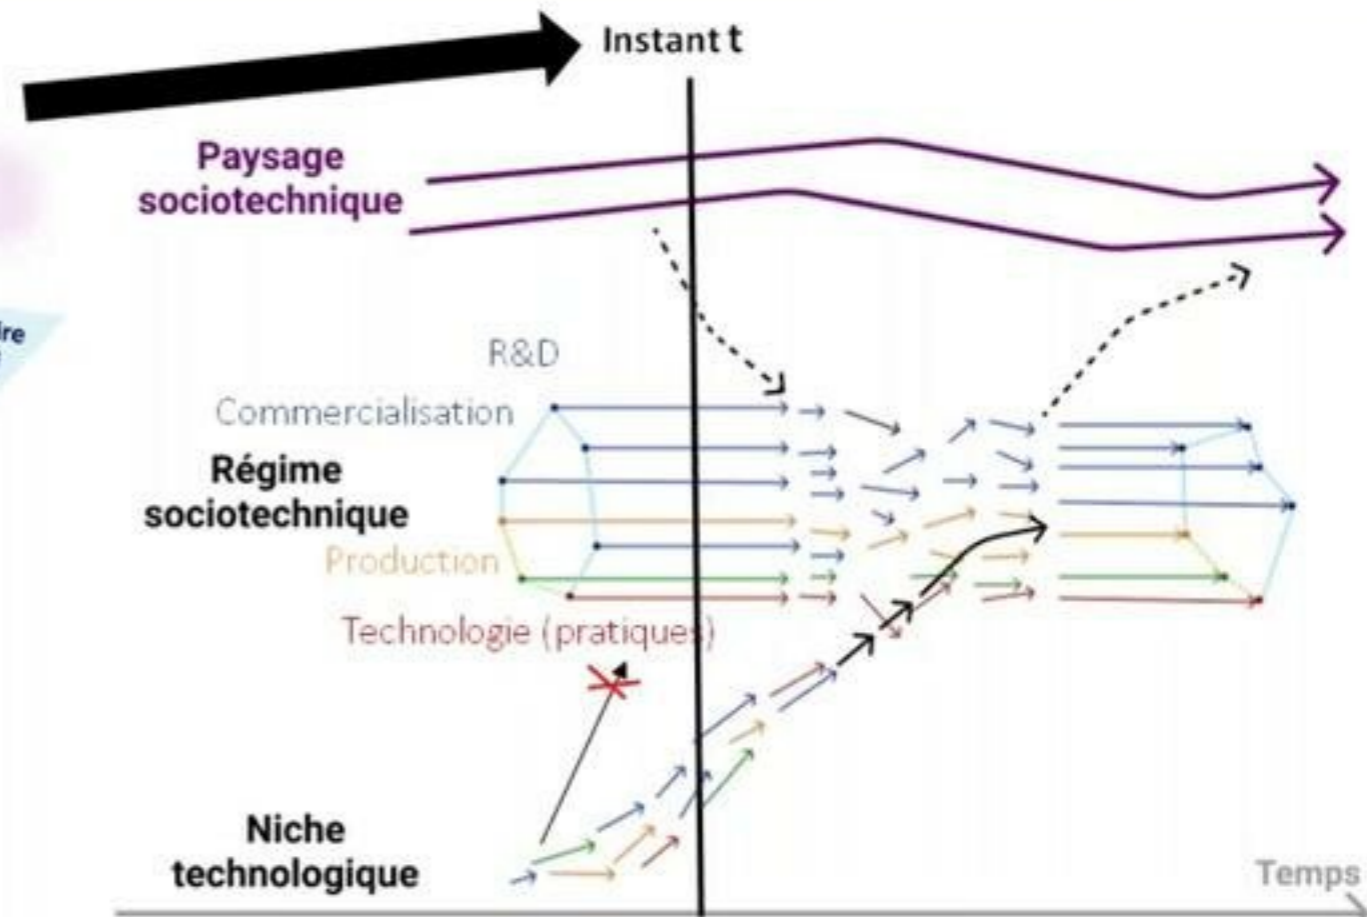 Instant t
Paysage
sociotechnique
R&D
Commercialisation
Régime
sociotechnique
Production
Technologie (pratiques)
Niche
technologique
Temps